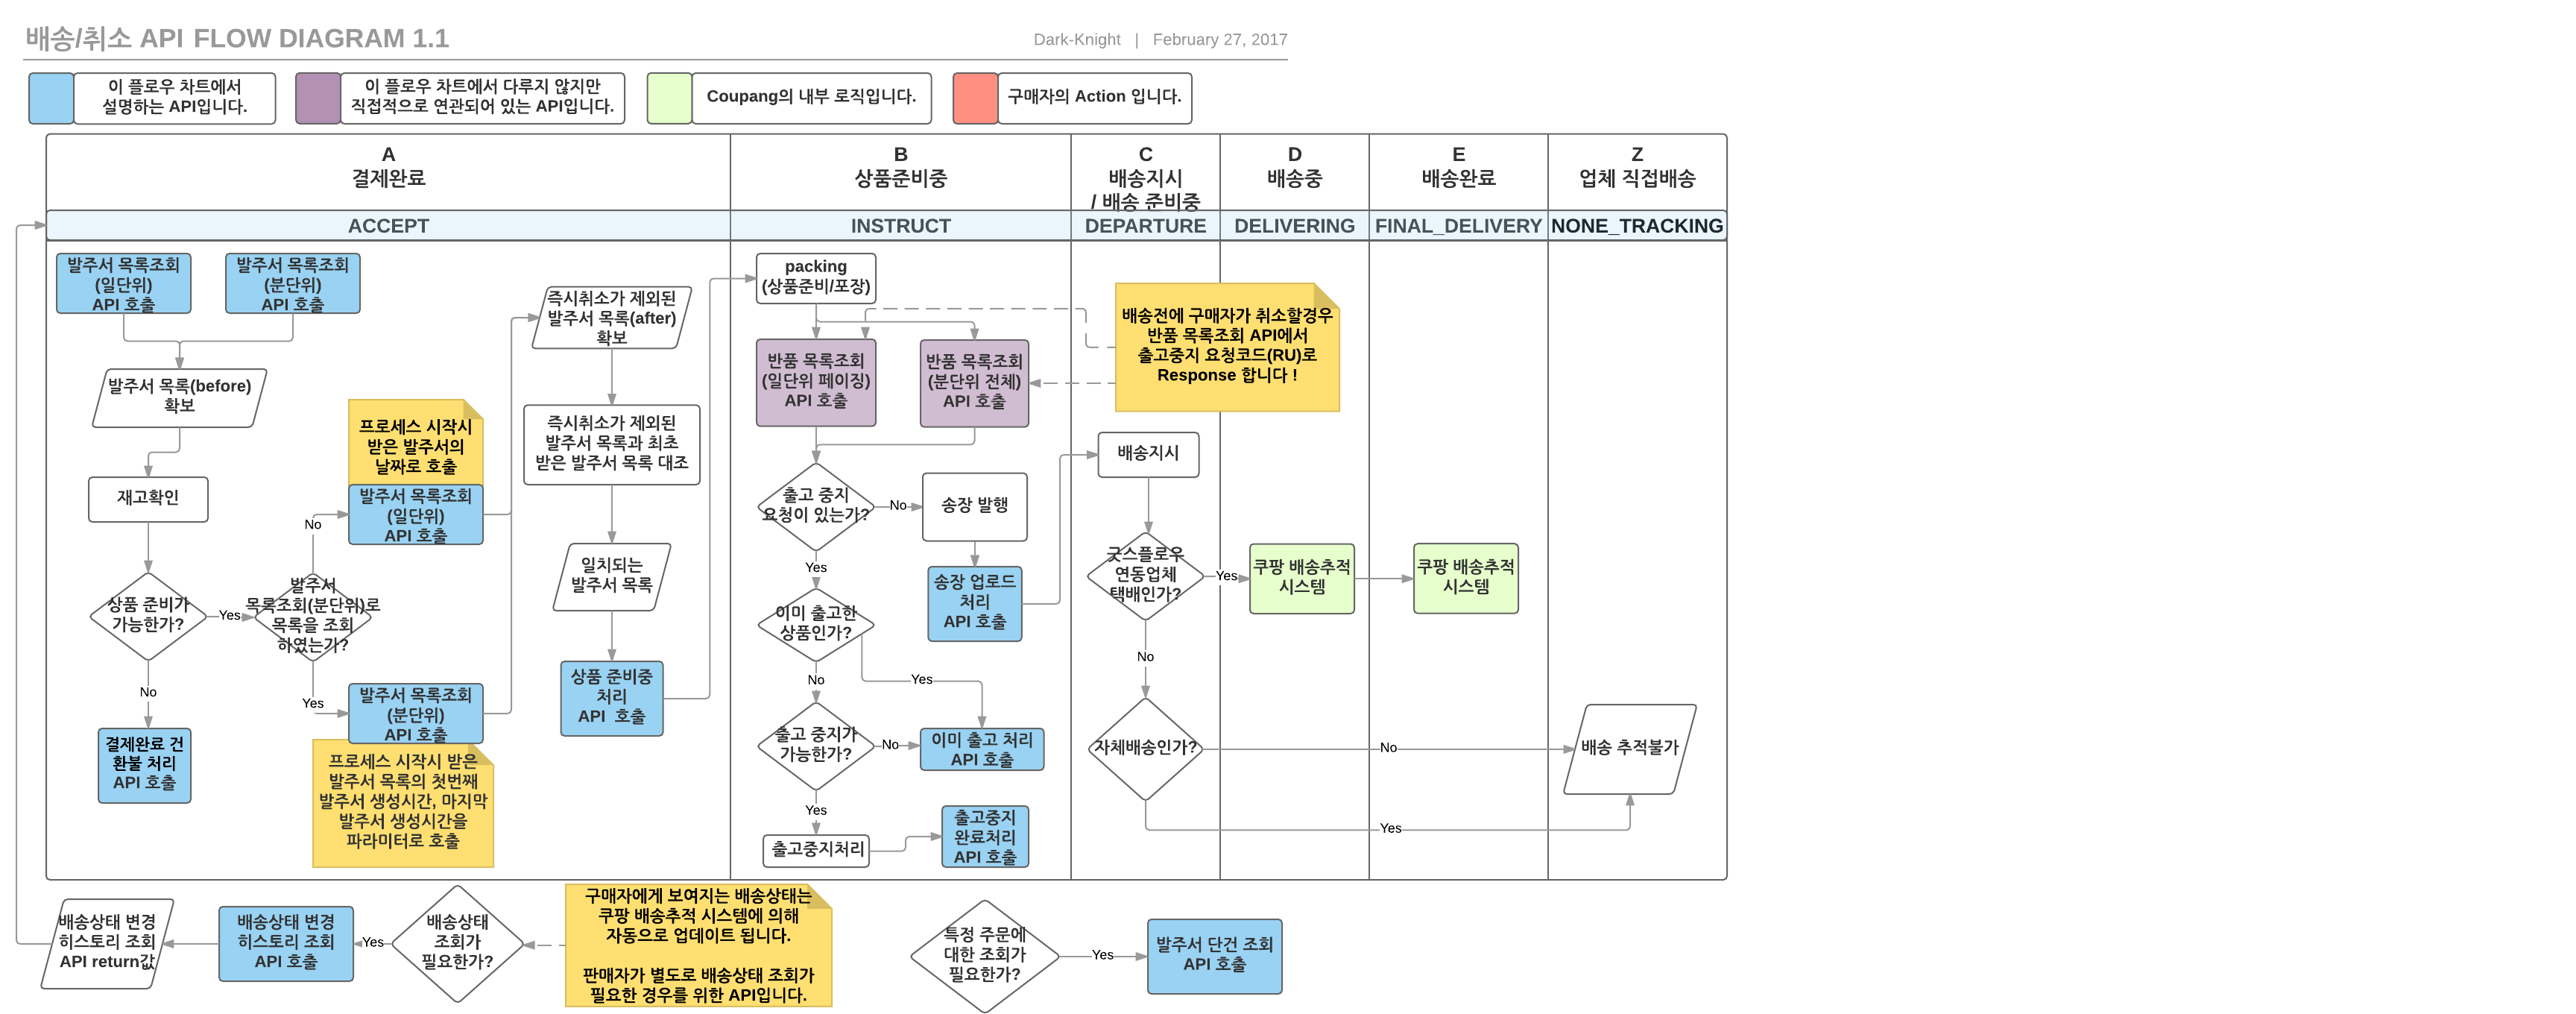 배송/취소 API FLOW DIAGRAM 1.1
Dark-Knight | February 27, 2017
이 플로우 차트에서
설명하는 API입니다.
이 플로우 차트에서 다루지 않지만
직접적으로 연관되어 있는 API입니다.
Coupang의 내부 로직입니다.
구매자의 Action 입니다.
A
결제완료
B
상품준비중
C
배송지시
/ 배송 준비중
D
배송중
E
배송완료
Z
업체 직접배송
ACCEPT
INSTRUCT
DEPARTURE
DELIVERING
FINAL_DELIVERY
NONE_TRACKING
발주서 목록조회
(일단위)
API 호출
발주서 목록조회
(분단위)
API 호출
발주서 목록(before)
확보
재고확인
상품 준비가
가능한가?
Yes
No
결제완료 건
환불 처리
API 호출
발주서
목록조회(분단위)로
목록을 조회
하였는가?
No
Yes
프로세스 시작시
받은 발주서의
날짜로 호출
발주서 목록조회
(일단위)
API 호출
발주서 목록조회
(분단위)
API 호출
프로세스 시작시 받은
발주서 목록의 첫번째
발주서 생성시간, 마지막
발주서 생성시간을
파라미터로 호출
즉시취소가 제외된
발주서 목록(after)
확보
즉시취소가 제외된
발주서 목록과 최초
받은 발주서 목록 대조
일치되는
발주서 목록
상품 준비중
처리
API 호출
packing
(상품준비/포장)
반품 목록조회
(일단위 페이징)
API 호출
반품 목록조회
(분단위 전체)
API 호출
출고 중지
요청이 있는가?
No
송장 발행
송장 업로드
처리
API 호출
Yes
이미 출고한
상품인가?
Yes
No
출고 중지가
가능한가?
No
이미 출고 처리
API 호출
Yes
출고중지처리
출고중지
완료처리
API 호출
배송전에 구매자가 취소할경우
반품 목록조회 API에서
출고중지 요청코드(RU)로
Response 합니다 !
배송지시
굿스플로우
연동업체
택배인가?
Yes
쿠팡 배송추적
시스템
쿠팡 배송추적
시스템
No
자체배송인가?
No
배송 추적불가
Yes
배송상태 변경
히스토리 조회
API return값
배송상태 변경
히스토리 조회
API 호출
Yes
배송상태
조회가
필요한가?
구매자에게 보여지는 배송상태는
쿠팡 배송추적 시스템에 의해
자동으로 업데이트 됩니다.
판매자가 별도로 배송상태 조회가
필요한 경우를 위한 API입니다.
특정 주문에
대한 조회가
필요한가?
Yes
발주서 단건 조회
API 호출